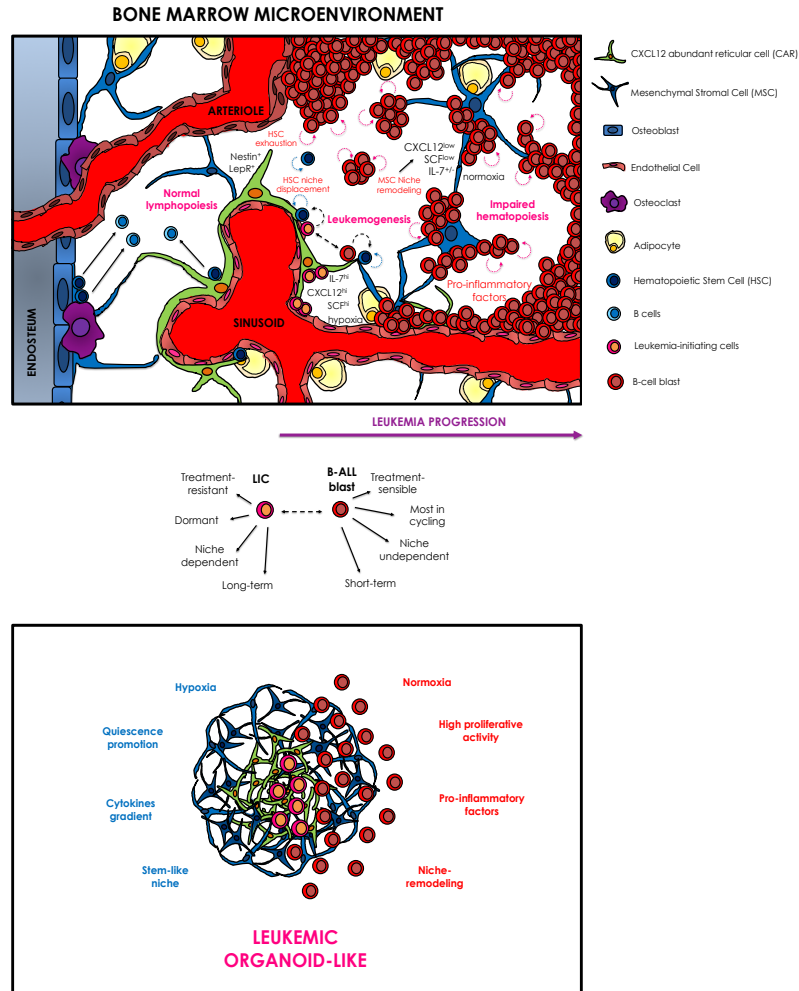 BONE MARROW MICROENVIRONMENT
ARTERIOLE
HSC
exhaustion
Nestin⁺
LepR⁺
HSC niche
displacement
CXCL12ˡᵒʷ
SCFˡᵒʷ
IL-7⁺/⁻
MSC Niche
remodeling
normoxia
Normal
lymphopoiesis
Leukemogenesis
Impaired
hematopoiesis
IL-7ʰⁱ
CXCL12ʰⁱ
SCFʰⁱ
hypoxia
Pro-inflammatory
factors
SINUSOID
ENDOSTEUM
CXCL12 abundant reticular cell (CAR)
Mesenchymal Stromal Cell (MSC)
Osteoblast
Endothelial Cell
Osteoclast
Adipocyte
Hematopoietic Stem Cell (HSC)
B cells
Leukemia-initiating cells
B-cell blast
LEUKEMIA PROGRESSION
LIC
Treatment-
resistant
Dormant
Niche
dependent
Long-term
B-ALL
blast
Treatment-
sensible
Most in
cycling
Niche
undependent
Short-term
Hypoxia
Quiescence
promotion
Cytokines
gradient
Stem-like
niche
Normoxia
High proliferative
activity
Pro-inflammatory
factors
Niche-
remodeling
LEUKEMIC
ORGANOID-LIKE